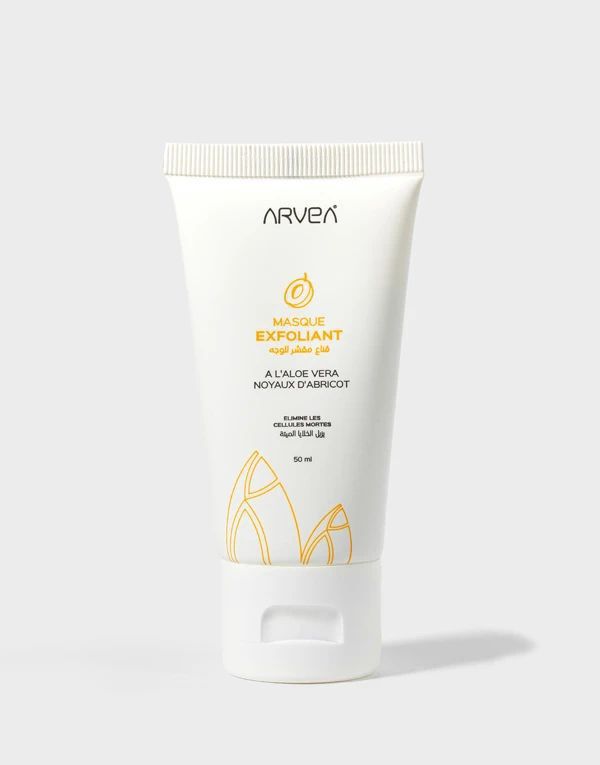 ARVEA
MASQUE
EXFOLIANT
قناع مقشر للوجه
A L'ALOE VERA
NOYAUX D'ABRICOT
ELIMINE LES
CELLULES MORTES
يزيل الخلايا الميتة
50 ml